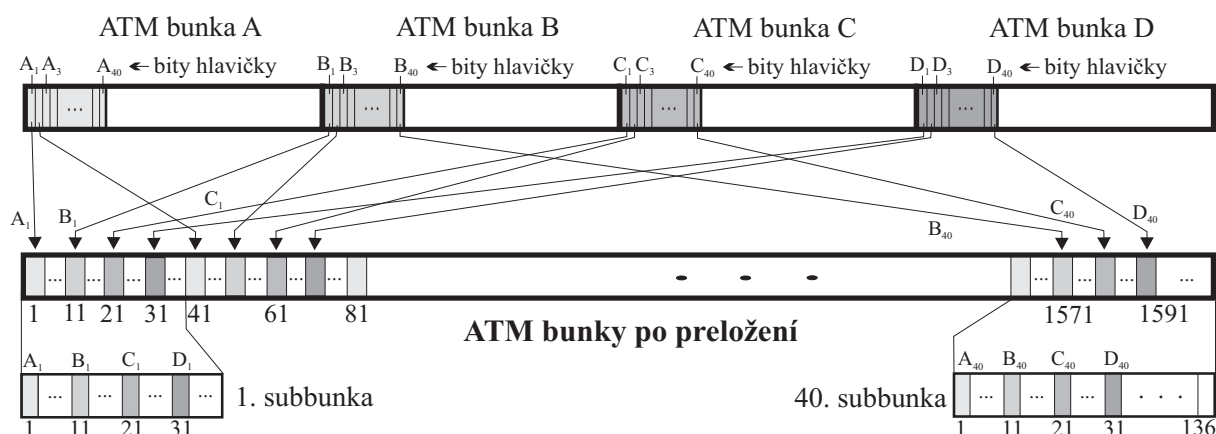 ATM bunka A ATM bunka B ATM bunka C ATM bunka D
A1 A3 A40 ← bity hlavičky B1 B3 B40 ← bity hlavičky C1 C3 C40 ← bity hlavičky D1 D3 D40 ← bity hlavičky
... ... ... ...
A1 B1 C1 B40 C40 D40
... ... ... ... ... ... ... ... ... ...
1 11 21 31 41 61 81 1571 1591
ATM bunky po preložení
A1 B1 C1 D1
... ... ... ...
1 11 21 31
1. subbunka
40. subbunka
A40 B40 C40 D40
... ... ... . . .
1 11 21 31 136